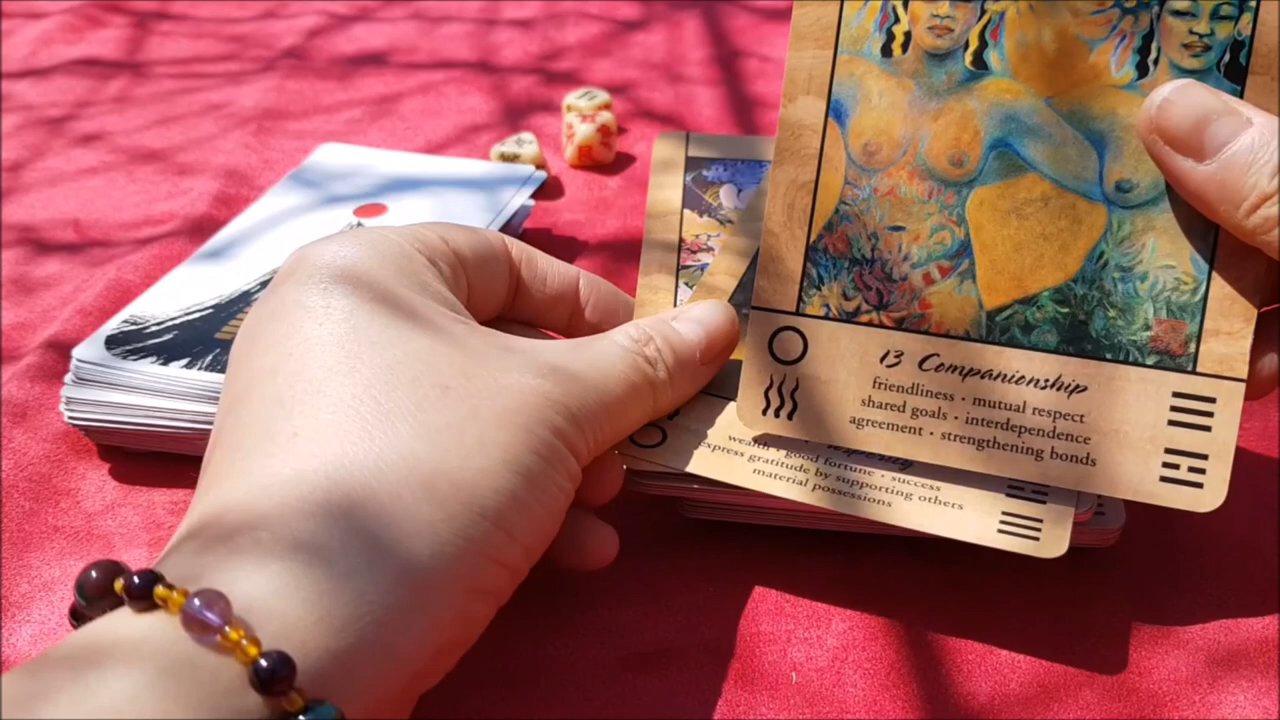 13 Companionship
friendliness • mutual respect
shared goals • interdependence
agreement • strengthening bonds
wealth • good fortune • success
express gratitude by supporting others
material possessions